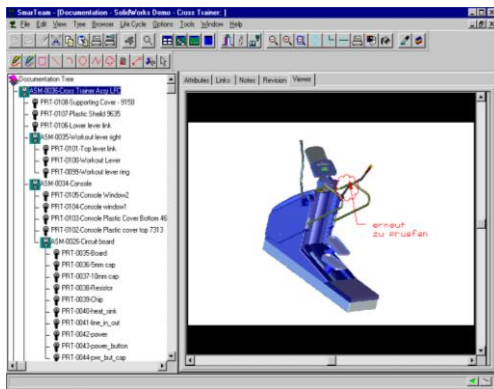 SmarTeam - [Documentation - SolidWorks Demo - Cross Trainer: ]
File Edit View Tree Browser Life Cycle Options Tools Window Help
Documentation Tree
ASM-0036-Cross Trainer Assy LFC
PRT-0108-Supporting Cover - 9150
PRT-0107-Plastic Sheild 9635
PRT-0106-Lower lever link
ASM-0035-Workout lever right
PRT-0101-Top lever link
PRT-0100-Workout Lever
PRT-0099-Workout lever ring
ASM-0034-Console
PRT-0105-Console Window2
PRT-0104-Console window1
PRT-0103-Console Plastic Cover Bottom 46
PRT-0102-Console Plastic cover top 7313
ASM-0026-Circuit board
PRT-0035-Board
PRT-0036-5mm cap
PRT-0037-10mm cap
PRT-0038-Resistor
PRT-0039-Chip
PRT-0040-heat_sink
PRT-0041-line_in_out
PRT-0042-power
PRT-0043-power_button
PRT-0044-pwr_but_cap
Attributes Links Notes Revision Viewer
erneut
zu pruefen